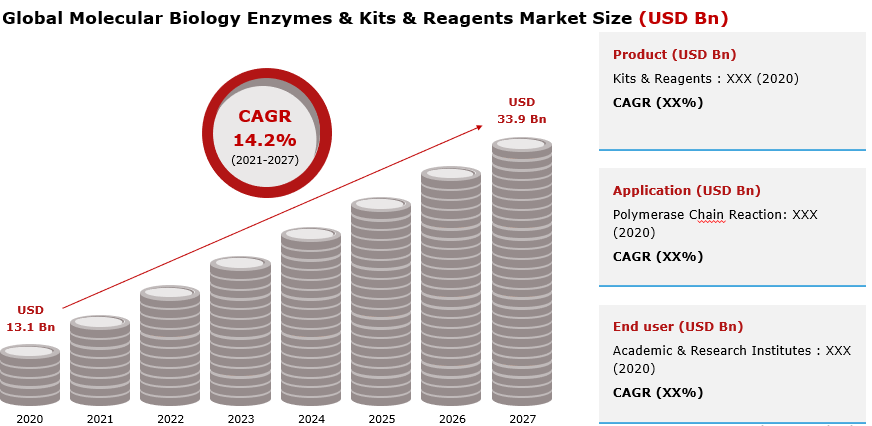 Global Molecular Biology Enzymes & Kits & Reagents Market Size (USD Bn)
CAGR
14.2%
(2021-2027)
USD
33.9 Bn
USD
13.1 Bn
2020
2021
2022
2023
2024
2025
2026
2027
Product (USD Bn)
Kits & Reagents : XXX (2020)
CAGR (XX%)
Application (USD Bn)
Polymerase Chain Reaction: XXX
(2020)
CAGR (XX%)
End user (USD Bn)
Academic & Research Institutes : XXX
(2020)
CAGR (XX%)